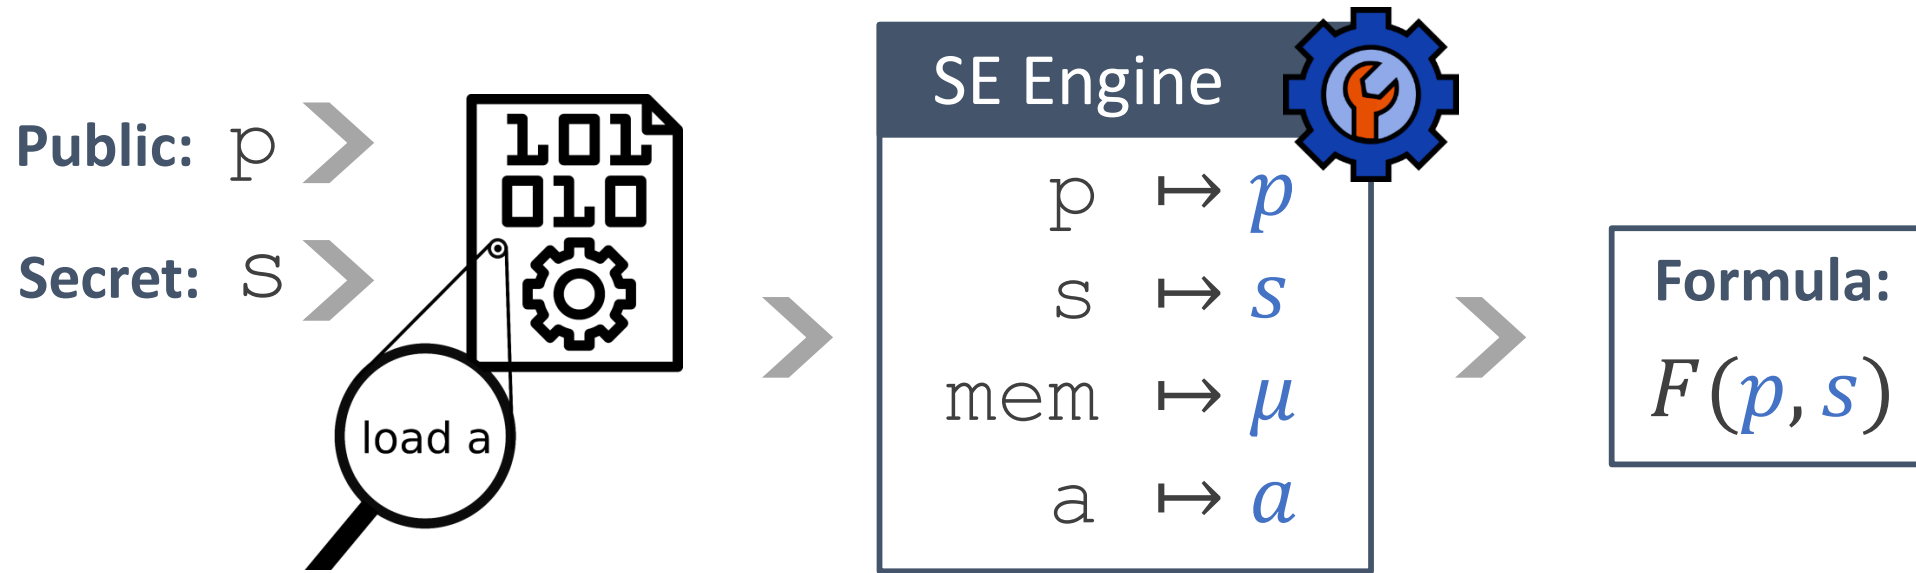 Public: p
Secret: s
101
010
load a
SE Engine
p ↦ p
s ↦ s
mem ↦ μ
a ↦ a
Formula:
F(p, s)